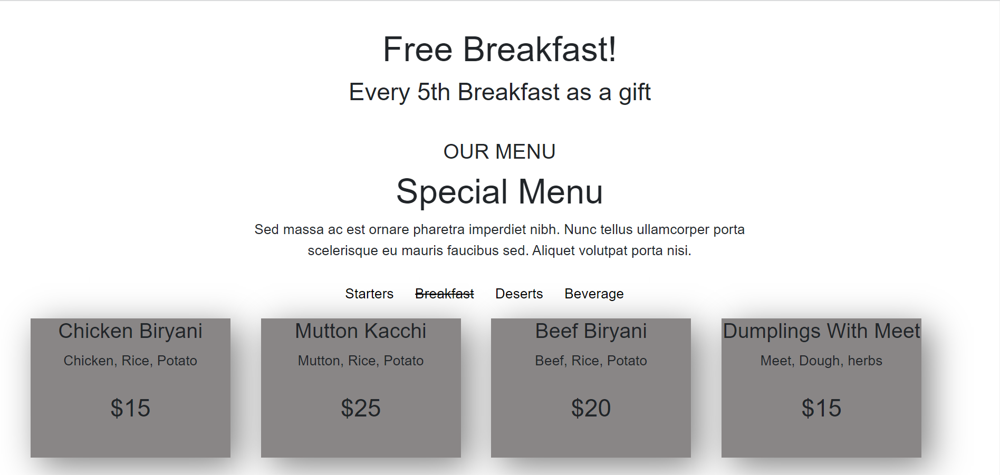 Free Breakfast!
Every 5th Breakfast as a gift
OUR MENU
Special Menu
Sed massa ac est ornare pharetra imperdiet nibh. Nunc tellus ullamcorper porta
scelerisque eu mauris faucibus sed. Aliquet volutpat porta nisi.
Starters Breakfast Deserts Beverage
Chicken Biryani
Chicken, Rice, Potato
$15
Mutton Kacchi
Mutton, Rice, Potato
$25
Beef Biryani
Beef, Rice, Potato
$20
Dumplings With Meet
Meet, Dough, herbs
$15